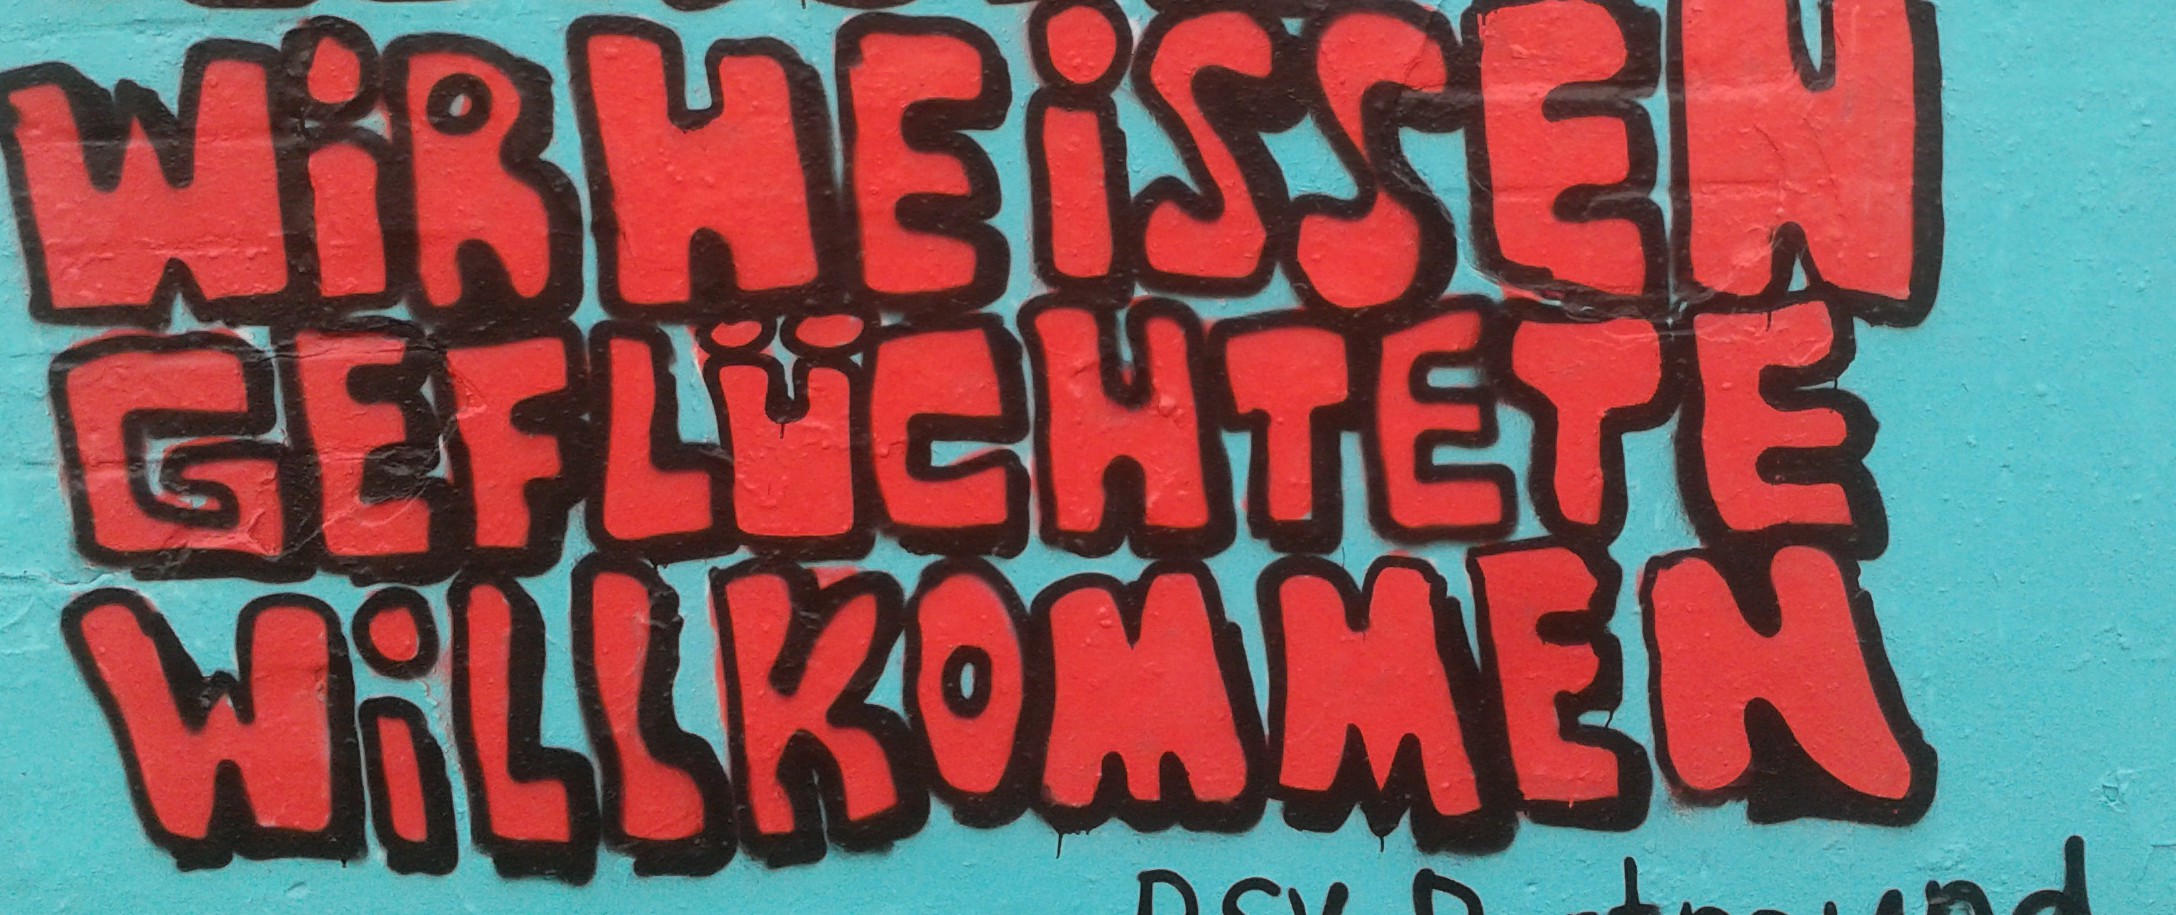 WiR HEiSSEN
GEFLÜCHTETE
WiLLKOMMEN